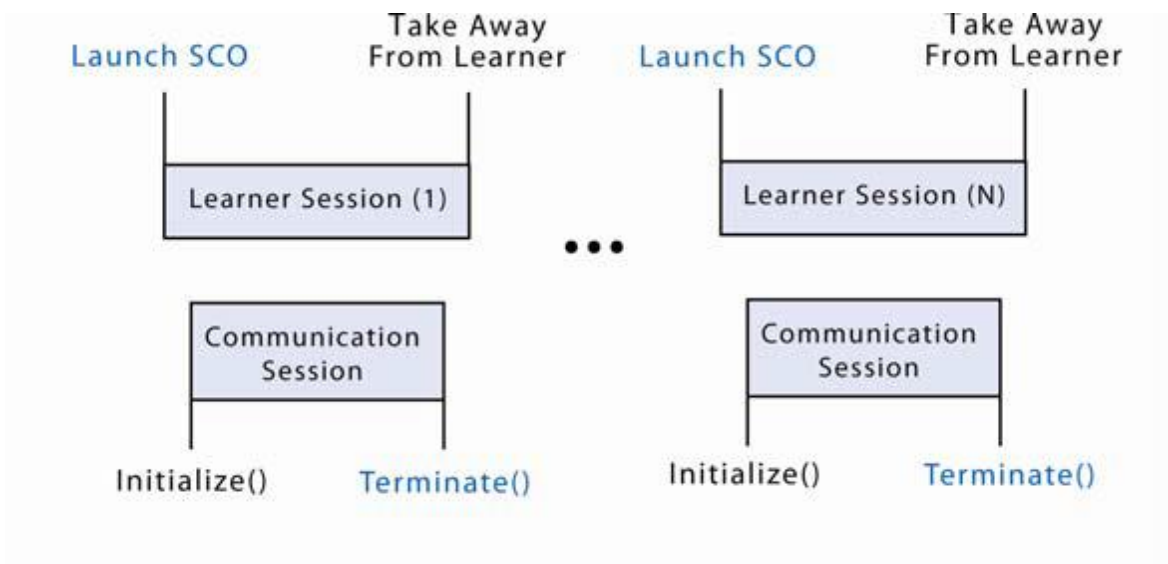 Take Away
Launch SCO
From Learner
Take Away
Launch SCO
From Learner
Learner Session (1)
Learner Session (N)
Communication
Session
Communication
Session
Initialize()
Terminate()
Initialize()
Terminate()